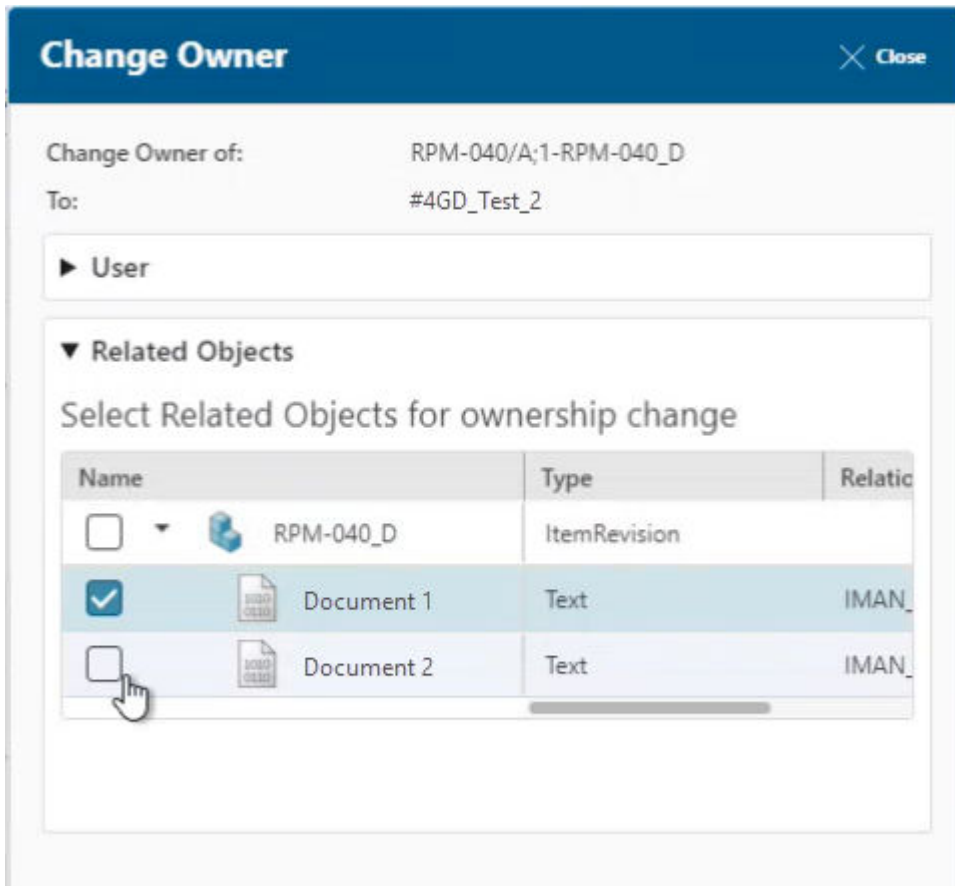 Change Owner
Close
Change Owner of: RPM-040/A;1-RPM-040_D
To: #4GD_Test_2
User
Related Objects
Select Related Objects for ownership change
Name Type Relatio
RPM-040_D ItemRevision
Document 1 Text IMAN_
Document 2 Text IMAN_